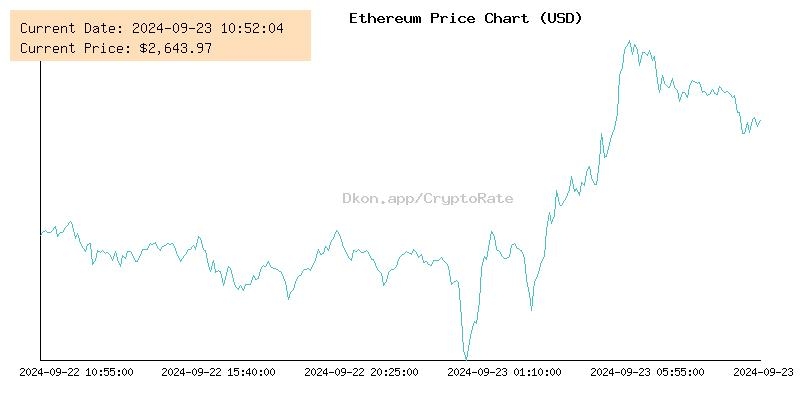 Ethereum Price Chart (USD)
Current Date: 2024-09-23 10:52:04
Current Price: $2,643.97
Dkon.app/CryptoRate
2024-09-22 10:55:00 2024-09-22 15:40:00 2024-09-22 20:25:00 2024-09-23 01:10:00 2024-09-23 05:55:00 2024-09-23